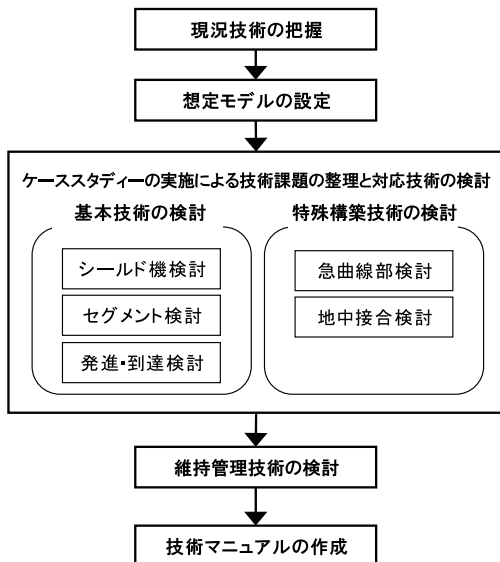 現況技術の把握
想定モデルの設定
ケーススタディーの実施による技術課題の整理と対応技術の検討
基本技術の検討
シールド機検討
セグメント検討
発進・到達検討
特殊構築技術の検討
急曲線部検討
地中接合検討
維持管理技術の検討
技術マニュアルの作成